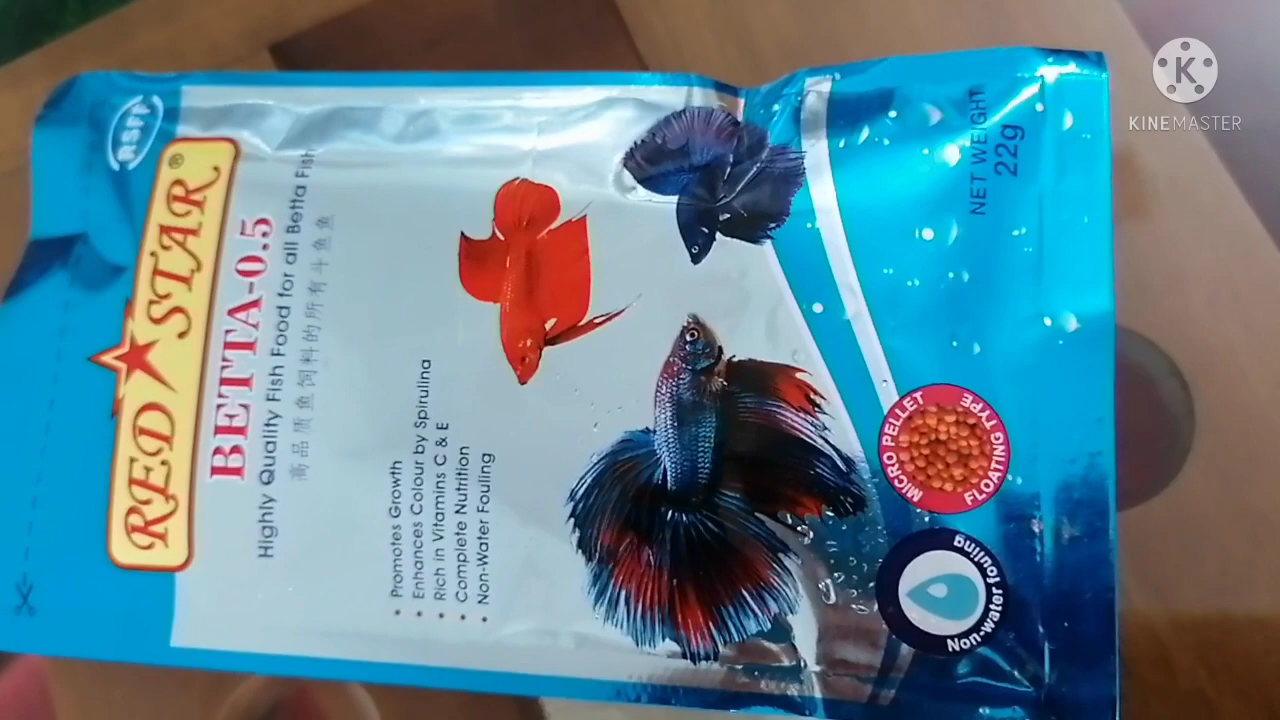 RSF
RED STAR®
BETTA-0.5
Highly Quality Fish Food for all Betta Fish
高品质鱼饲料的所有斗鱼鱼
• Promotes Growth
• Enhances Colour by Spirulina
• Rich in Vitamins C & E
• Complete Nutrition
• Non-Water Fouling
MICRO PELLET
FLOATING TYPE
Non-water fouling
NET WEIGHT
22g
K
KINEMASTER